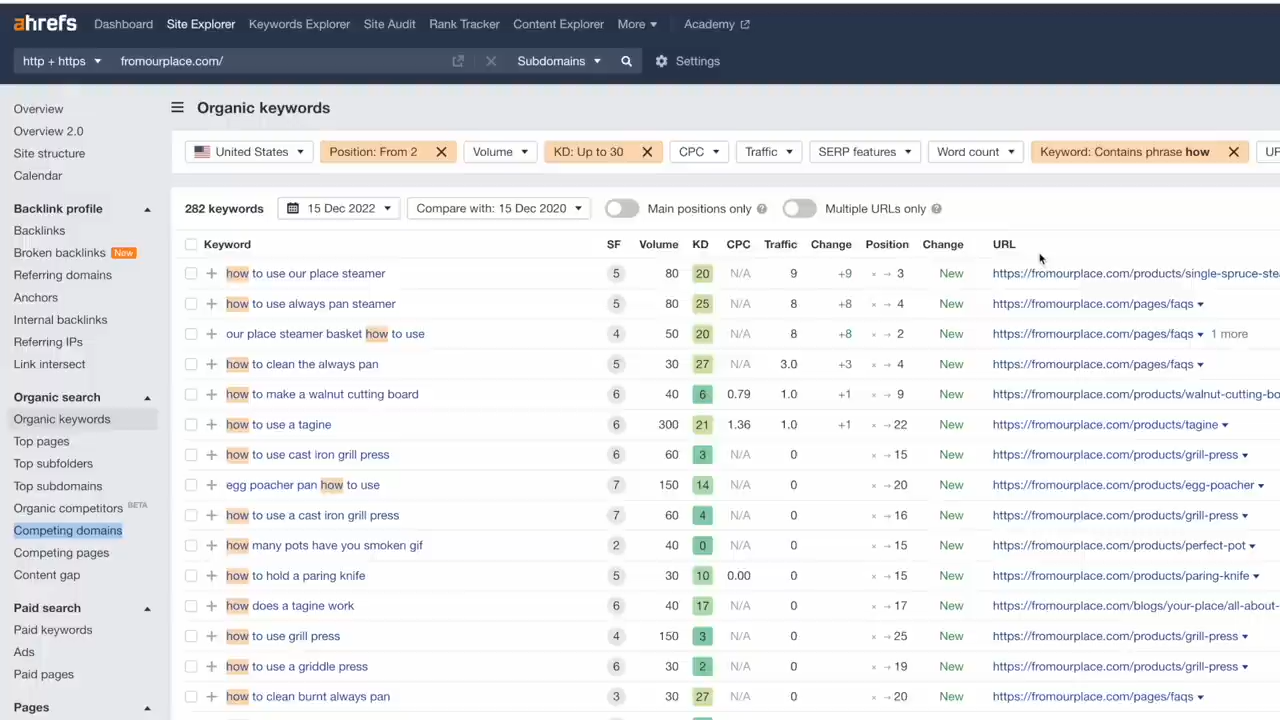 ahrefs Dashboard Site Explorer Keywords Explorer Site Audit Rank Tracker Content Explorer More Academy
http + https fromourplace.com/ Subdomains Settings
Overview
Overview 2.0
Site structure
Calendar
Backlink profile
Backlinks
Broken backlinks New
Referring domains
Anchors
Internal backlinks
Referring IPs
Link intersect
Organic search
Organic keywords
Top pages
Top subfolders
Top subdomains
Organic competitors BETA
Competing domains
Competing pages
Content gap
Paid search
Paid keywords
Ads
Paid pages
Pages
Organic keywords
United States Position: From 2 Volume KD: Up to 30 CPC Traffic SERP features Word count Keyword: Contains phrase how UR
282 keywords 15 Dec 2022 Compare with: 15 Dec 2020 Main positions only Multiple URLs only
Keyword SF Volume KD CPC Traffic Change Position Change URL
how to use our place steamer 5 80 20 N/A 9 +9 × → 3 New https://fromourplace.com/products/single-spruce-ste
how to use always pan steamer 5 80 25 N/A 8 +8 × → 4 New https://fromourplace.com/pages/faqs
our place steamer basket how to use 4 50 20 N/A 8 +8 × → 2 New https://fromourplace.com/pages/faqs 1 more
how to clean the always pan 5 30 27 N/A 3.0 +3 × → 4 New https://fromourplace.com/pages/faqs
how to make a walnut cutting board 6 40 6 0.79 1.0 +1 × → 9 New https://fromourplace.com/products/walnut-cutting-bo
how to use a tagine 6 300 21 1.36 1.0 +1 × → 22 New https://fromourplace.com/products/tagine
how to use cast iron grill press 6 60 3 N/A 0 × → 15 New https://fromourplace.com/products/grill-press
egg poacher pan how to use 7 150 14 N/A 0 × → 20 New https://fromourplace.com/products/egg-poacher
how to use a cast iron grill press 7 60 4 N/A 0 × → 16 New https://fromourplace.com/products/grill-press
how many pots have you smoken gif 2 40 0 N/A 0 × → 15 New https://fromourplace.com/products/perfect-pot
how to hold a paring knife 5 30 10 0.00 0 × → 15 New https://fromourplace.com/products/paring-knife
how does a tagine work 6 40 17 N/A 0 × → 17 New https://fromourplace.com/blogs/your-place/all-about-
how to use grill press 4 150 3 N/A 0 × → 25 New https://fromourplace.com/products/grill-press
how to use a griddle press 6 30 2 N/A 0 × → 19 New https://fromourplace.com/products/grill-press
how to clean burnt always pan 3 30 27 N/A 0 × → 20 New https://fromourplace.com/pages/faqs